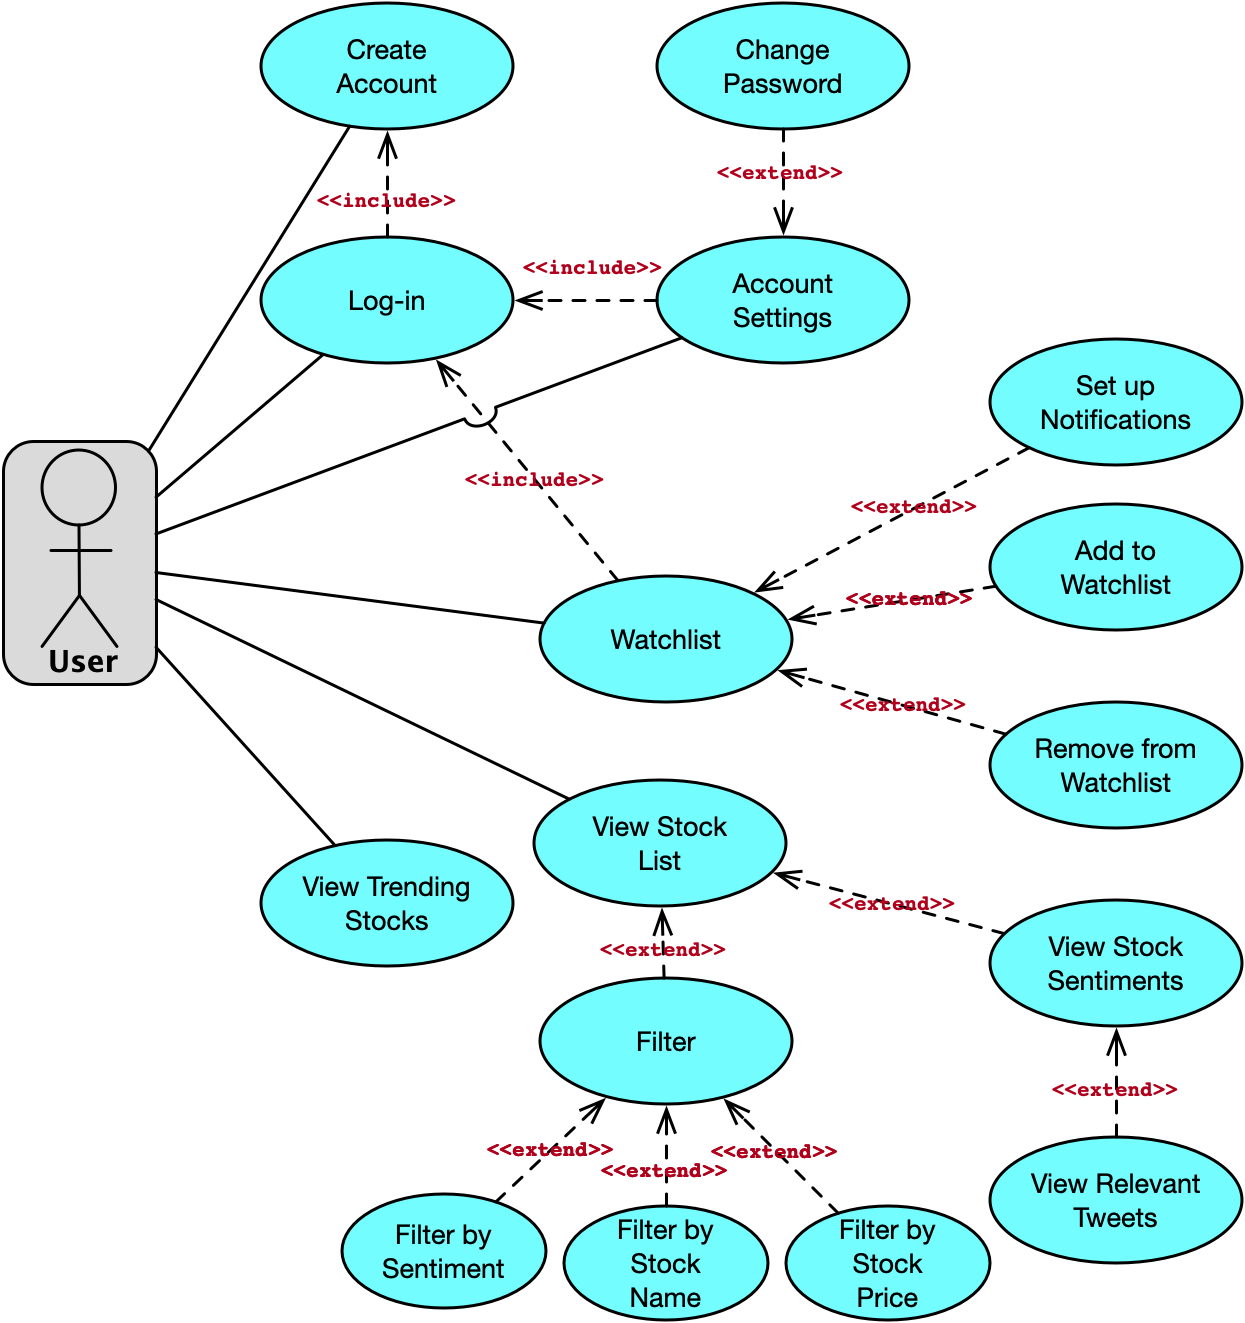 Create
Account
Change
Password
<<extend>>
<<include>>
<<include>>
Log-in
Account
Settings
Set up
Notifications
<<include>>
<<extend>>
Add to
Watchlist
<<extend>>
User
Watchlist
<<extend>>
Remove from
Watchlist
View Stock
List
View Trending
Stocks
<<extend>>
<<extend>>
View Stock
Sentiments
Filter
<<extend>>
<<extend>>
<<extend>>
<<extend>>
View Relevant
Tweets
Filter by
Sentiment
Filter by
Stock
Name
Filter by
Stock
Price